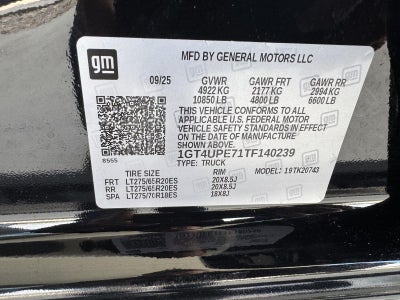 gm
MFD BY GENERAL MOTORS LLC
09/25 GVWR GAWR FRT GAWR RR
4922 KG 2177 KG 2994 KG
10850 LB 4800 LB 6600 LB
THIS VEHICLE CONFORMS TO ALL
APPLICABLE U.S. FEDERAL MOTOR
VEHICLE SAFETY STANDARDS IN EFFECT
ON THE DATE OF MANUFACTURE
8555
1GT4UPE71TF140239
TYPE: TRUCK
TIRE SIZE RIM MODEL: 19TK20743
FRT LT275/65R20ES 20X8.5J
RR LT275/65R20ES 20X8.5J
SPA LT275/70R18ES 18X8J